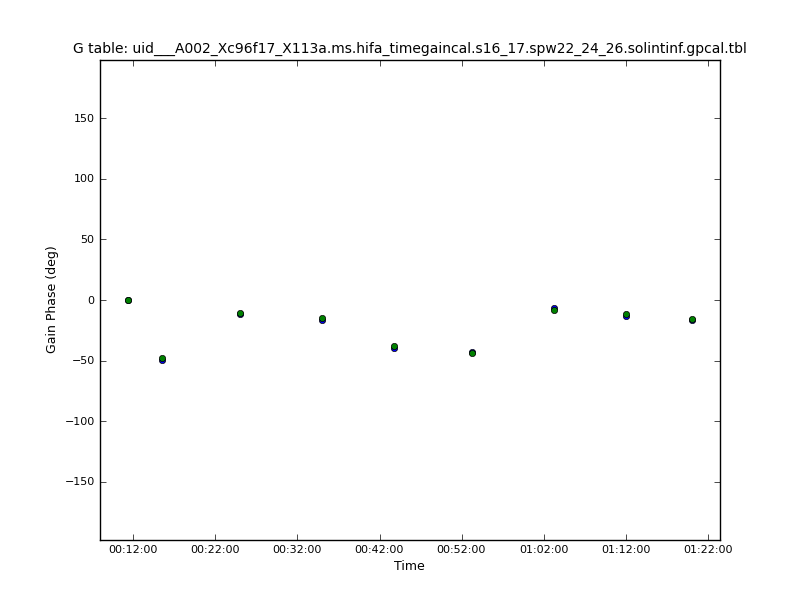 G table: uid___A002_Xc96f17_X113a.ms.hifa_timegaincal.s16_17.spw22_24_26.solintinf.gpcal.tbl
150
100
50
0
−50
−100
−150
Gain Phase (deg)
00:12:00 00:22:00 00:32:00 00:42:00 00:52:00 01:02:00 01:12:00 01:22:00
Time